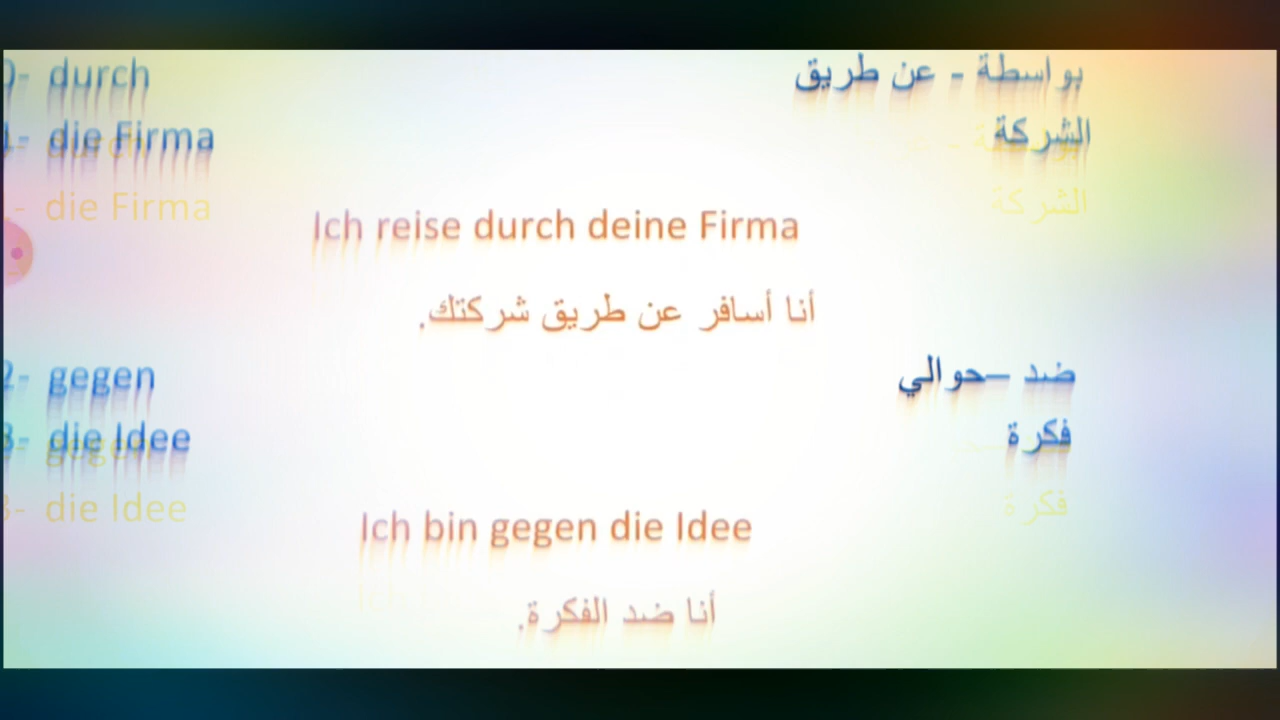 durch بواسطة - عن طريق
die Firma الشركة
die Firma الشركة
Ich reise durch deine Firma
أنا أسافر عن طريق شركتك.
gegen ضد –حوالي
die Idee فكرة
die Idee فكرة
Ich bin gegen die Idee
أنا ضد الفكرة.